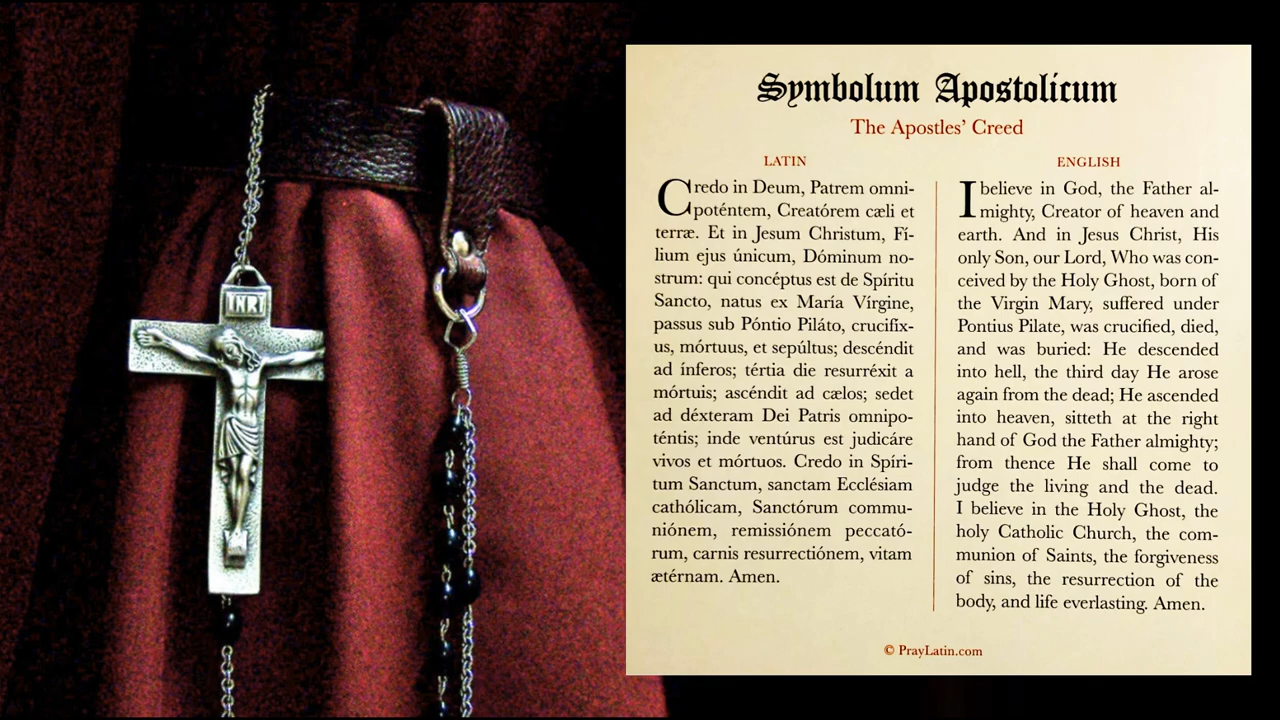 INRI
Symbolum Apostolicum
The Apostles’ Creed
LATIN
Credo in Deum, Patrem omni-
poténtem, Creatórem cæli et
terræ. Et in Jesum Christum, Fí-
lium ejus únicum, Dóminum no-
strum: qui concéptus est de Spíritu
Sancto, natus ex María Vírgine,
passus sub Póntio Piláto, crucifíx-
us, mórtuus, et sepúltus; descéndit
ad ínferos; tértia die resurréxit a
mórtuis; ascéndit ad cælos; sedet
ad déxteram Dei Patris omnipo-
téntis; inde ventúrus est judicáre
vivos et mórtuos. Credo in Spíri-
tum Sanctum, sanctam Ecclésiam
cathólicam, Sanctórum commu-
niónem, remissiónem peccató-
rum, carnis resurrectiónem, vitam
ætérnam. Amen.
ENGLISH
I believe in God, the Father al-
mighty, Creator of heaven and
earth. And in Jesus Christ, His
only Son, our Lord, Who was con-
ceived by the Holy Ghost, born of
the Virgin Mary, suffered under
Pontius Pilate, was crucified, died,
and was buried: He descended
into hell, the third day He arose
again from the dead; He ascended
into heaven, sitteth at the right
hand of God the Father almighty;
from thence He shall come to
judge the living and the dead.
I believe in the Holy Ghost, the
holy Catholic Church, the com-
munion of Saints, the forgiveness
of sins, the resurrection of the
body, and life everlasting. Amen.
© PrayLatin.com